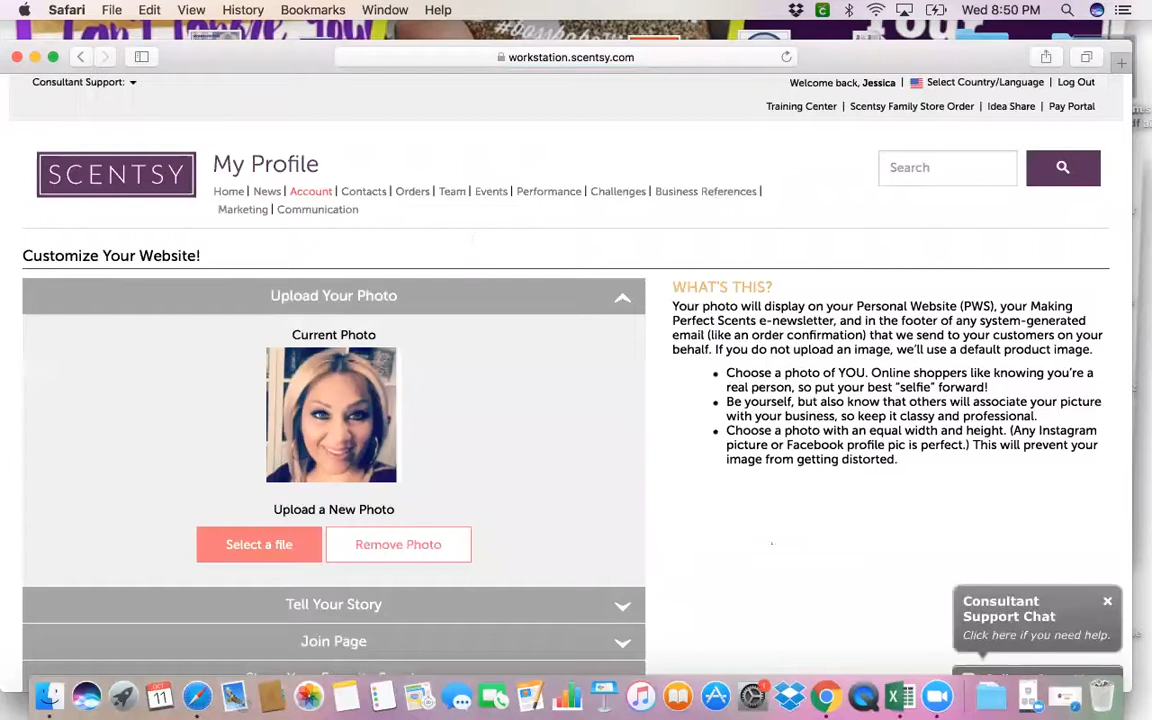 Safari File Edit View History Bookmarks Window Help
Wed 8:50 PM
workstation.scentsy.com
Consultant Support:
Welcome back, Jessica | Select Country/Language | Log Out
Training Center | Scentsy Family Store Order | Idea Share | Pay Portal
SCENTSY
My Profile
Search
Home | News | Account | Contacts | Orders | Team | Events | Performance | Challenges | Business References |
Marketing | Communication
Customize Your Website!
Upload Your Photo
Current Photo
Upload a New Photo
Select a file
Remove Photo
Tell Your Story
Join Page
WHAT'S THIS?
Your photo will display on your Personal Website (PWS), your Making
Perfect Scents e-newsletter, and in the footer of any system-generated
email (like an order confirmation) that we send to your customers on your
behalf. If you do not upload an image, we'll use a default product image.
• Choose a photo of YOU. Online shoppers like knowing you're a
real person, so put your best "selfie" forward!
• Be yourself, but also know that others will associate your picture
with your business, so keep it classy and professional.
• Choose a photo with an equal width and height. (Any Instagram
picture or Facebook profile pic is perfect.) This will prevent your
image from getting distorted.
Consultant
Support Chat
Click here if you need help.
OCT
11